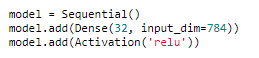 model = Sequential()
model.add(Dense(32, input_dim=784))
model.add(Activation('relu'))